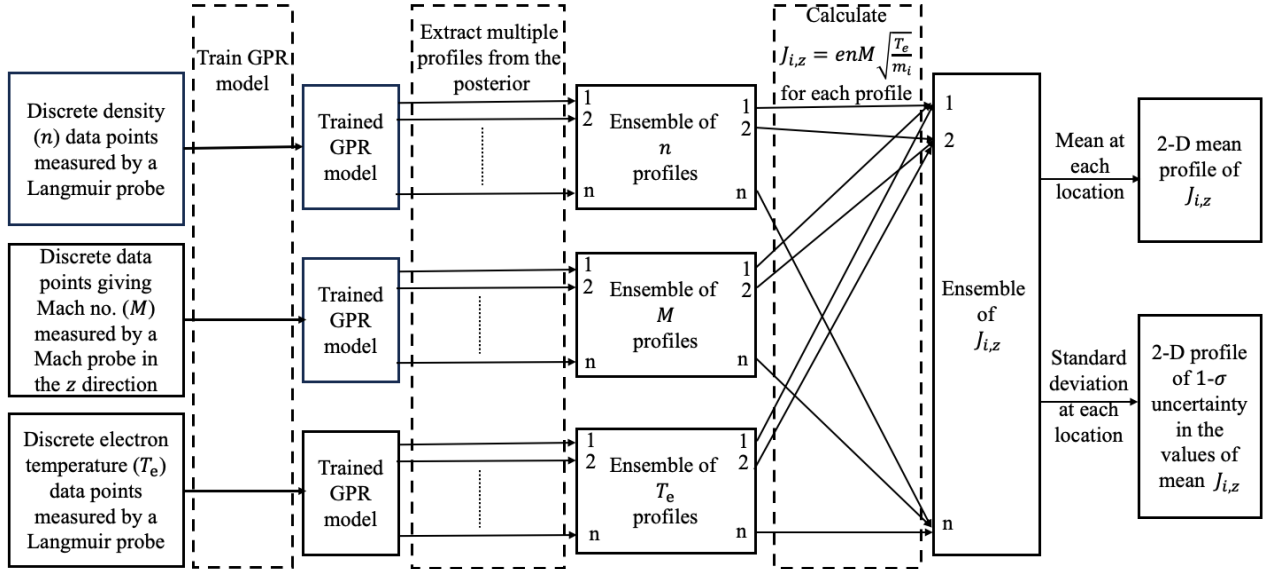 Train GPR
model
Extract multiple
profiles from the
posterior
Calculate
J_{i,z} = enM √(T_e/m_i)
for each profile
Discrete density
(n) data points
measured by a
Langmuir probe
Trained
GPR
model
1
2
n
Ensemble of
n
profiles
1
2
n
Discrete data
points giving
Mach no. (M)
measured by a
Mach probe in
the z direction
Trained
GPR
model
1
2
n
Ensemble of
M
profiles
1
2
n
Discrete electron
temperature (T_e)
data points
measured by a
Langmuir probe
Trained
GPR
model
1
2
n
Ensemble of
T_e
profiles
1
2
n
1
2
Ensemble
of
J_{i,z}
n
Mean at
each
location
2-D mean
profile of
J_{i,z}
Standard
deviation
at each
location
2-D profile
of 1-σ
uncertainty
in the
values of
mean J_{i,z}